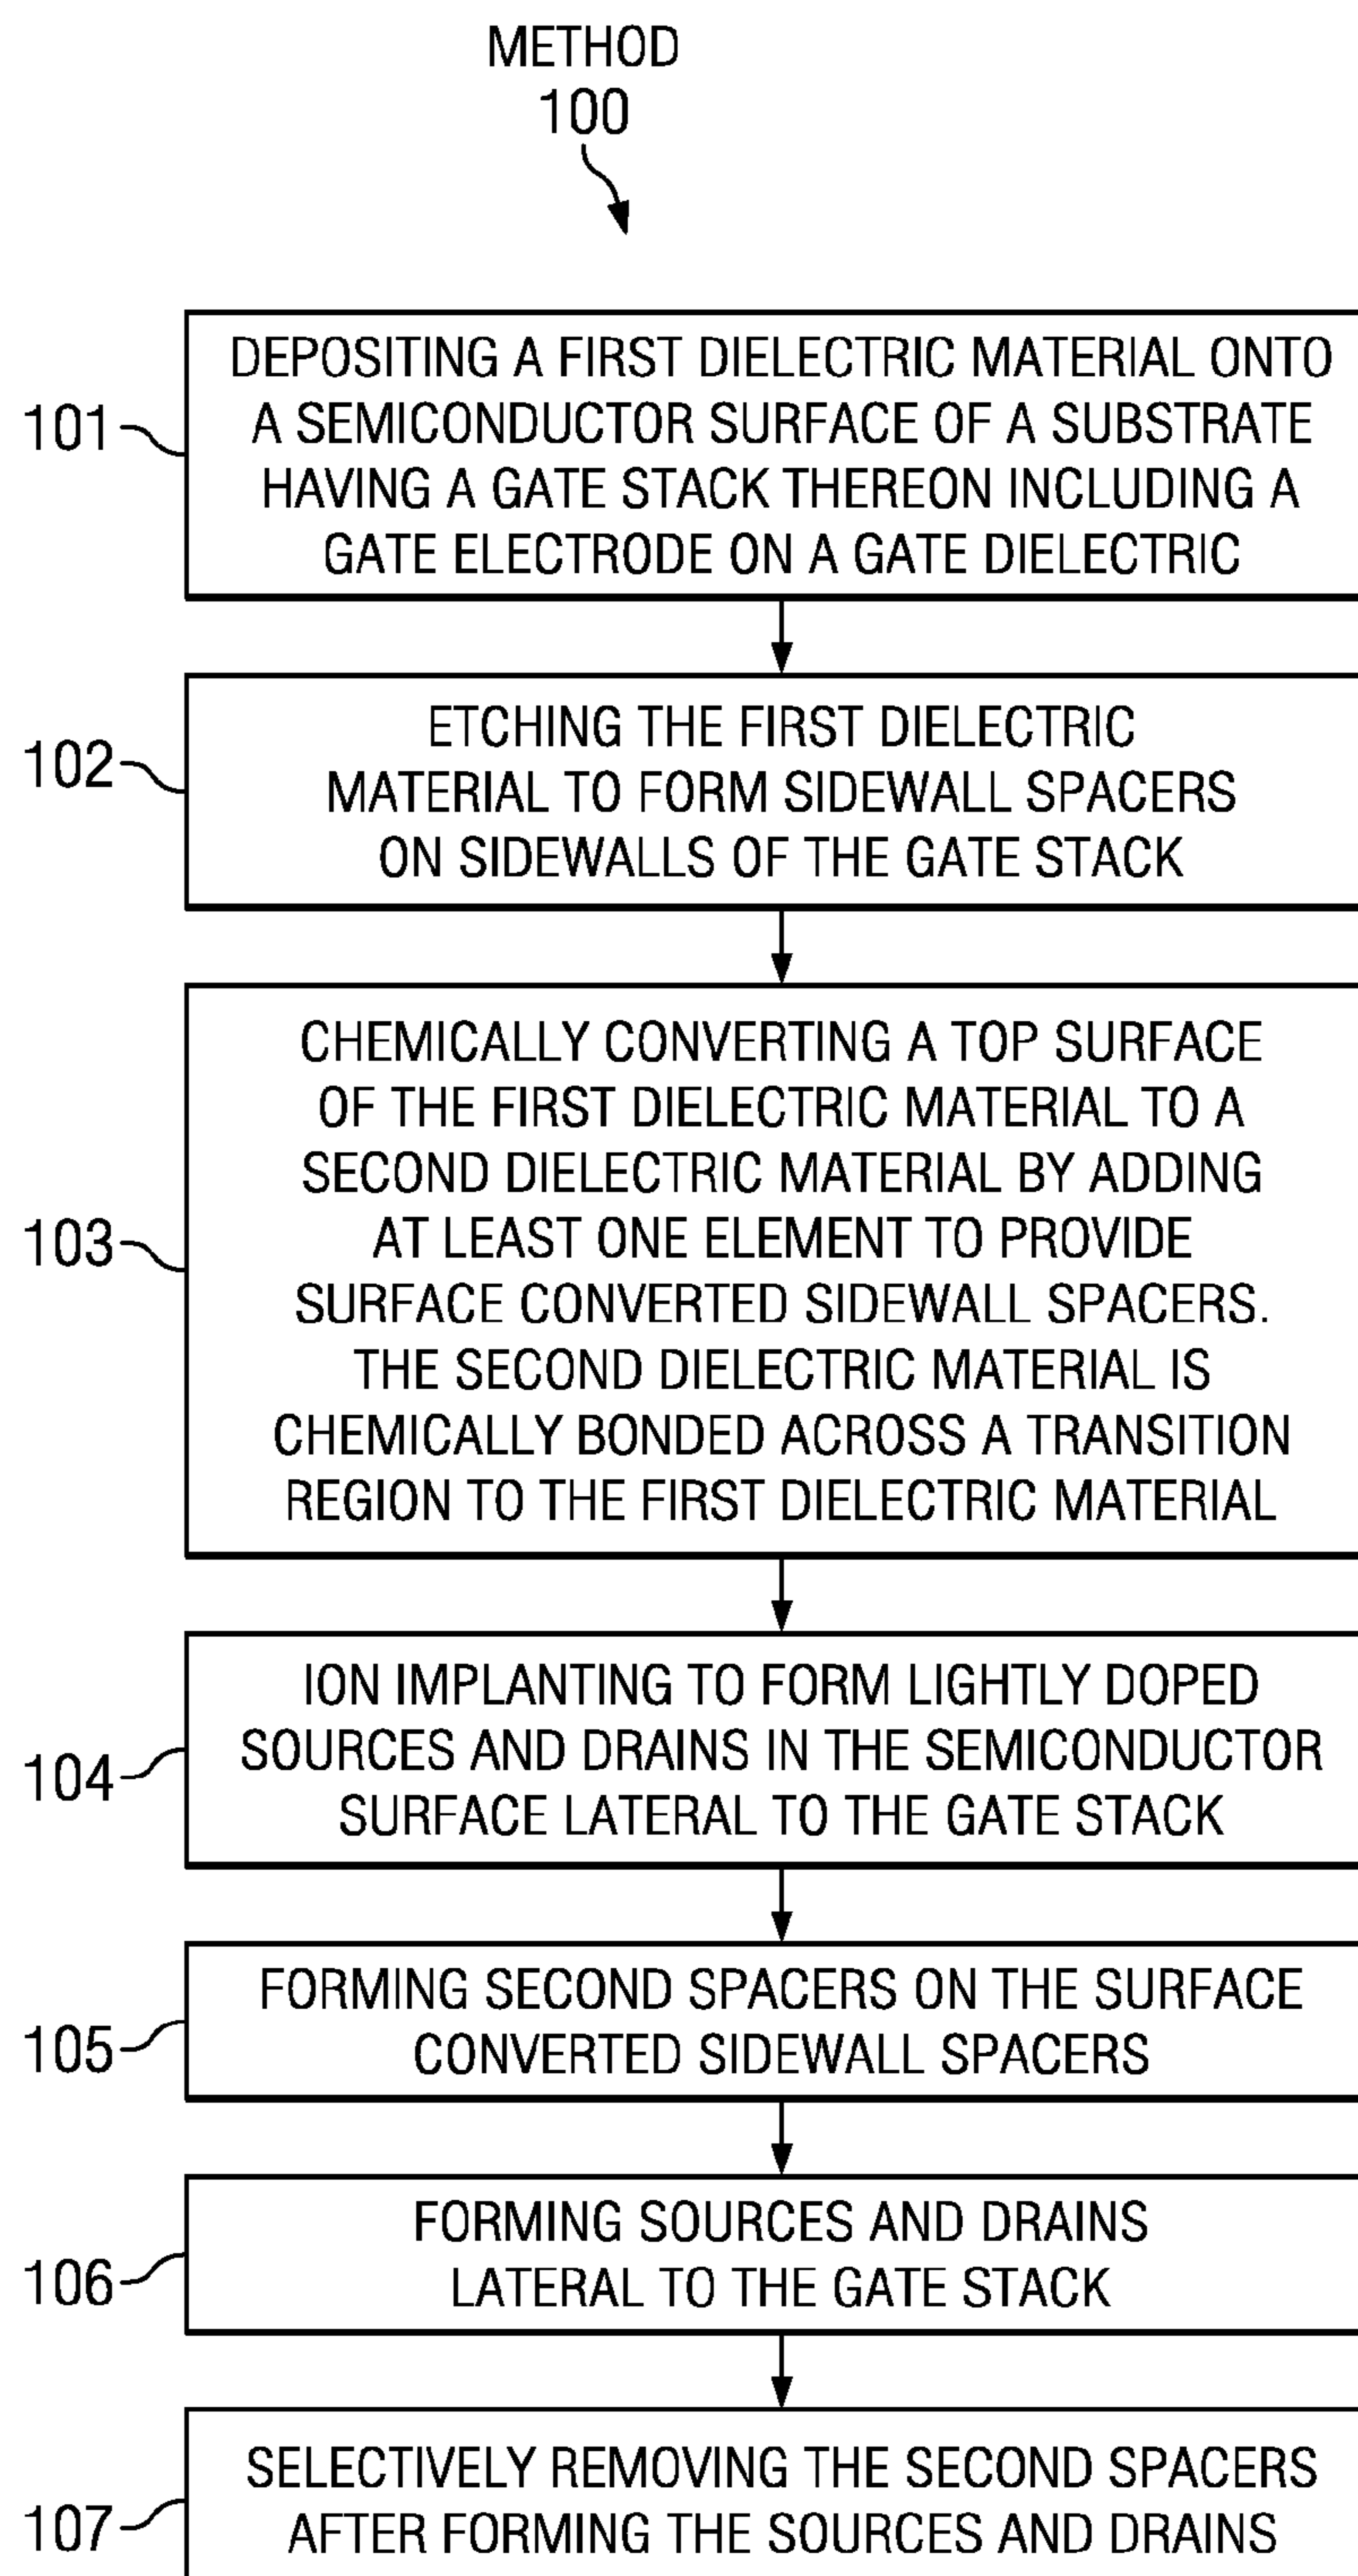 METHOD
100
101
DEPOSITING A FIRST DIELECTRIC MATERIAL ONTO
A SEMICONDUCTOR SURFACE OF A SUBSTRATE
HAVING A GATE STACK THEREON INCLUDING A
GATE ELECTRODE ON A GATE DIELECTRIC
102
ETCHING THE FIRST DIELECTRIC
MATERIAL TO FORM SIDEWALL SPACERS
ON SIDEWALLS OF THE GATE STACK
103
CHEMICALLY CONVERTING A TOP SURFACE
OF THE FIRST DIELECTRIC MATERIAL TO A
SECOND DIELECTRIC MATERIAL BY ADDING
AT LEAST ONE ELEMENT TO PROVIDE
SURFACE CONVERTED SIDEWALL SPACERS.
THE SECOND DIELECTRIC MATERIAL IS
CHEMICALLY BONDED ACROSS A TRANSITION
REGION TO THE FIRST DIELECTRIC MATERIAL
104
ION IMPLANTING TO FORM LIGHTLY DOPED
SOURCES AND DRAINS IN THE SEMICONDUCTOR
SURFACE LATERAL TO THE GATE STACK
105
FORMING SECOND SPACERS ON THE SURFACE
CONVERTED SIDEWALL SPACERS
106
FORMING SOURCES AND DRAINS
LATERAL TO THE GATE STACK
107
SELECTIVELY REMOVING THE SECOND SPACERS
AFTER FORMING THE SOURCES AND DRAINS